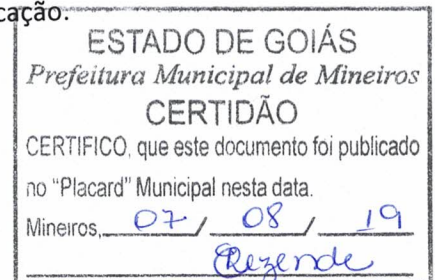 cação.
ESTADO DE GOIÁS
Prefeitura Municipal de Mineiros
CERTIDÃO
CERTIFICO, que este documento foi publicado
no "Placard" Municipal nesta data.
Mineiros, 07 / 08 / 19
Rezende